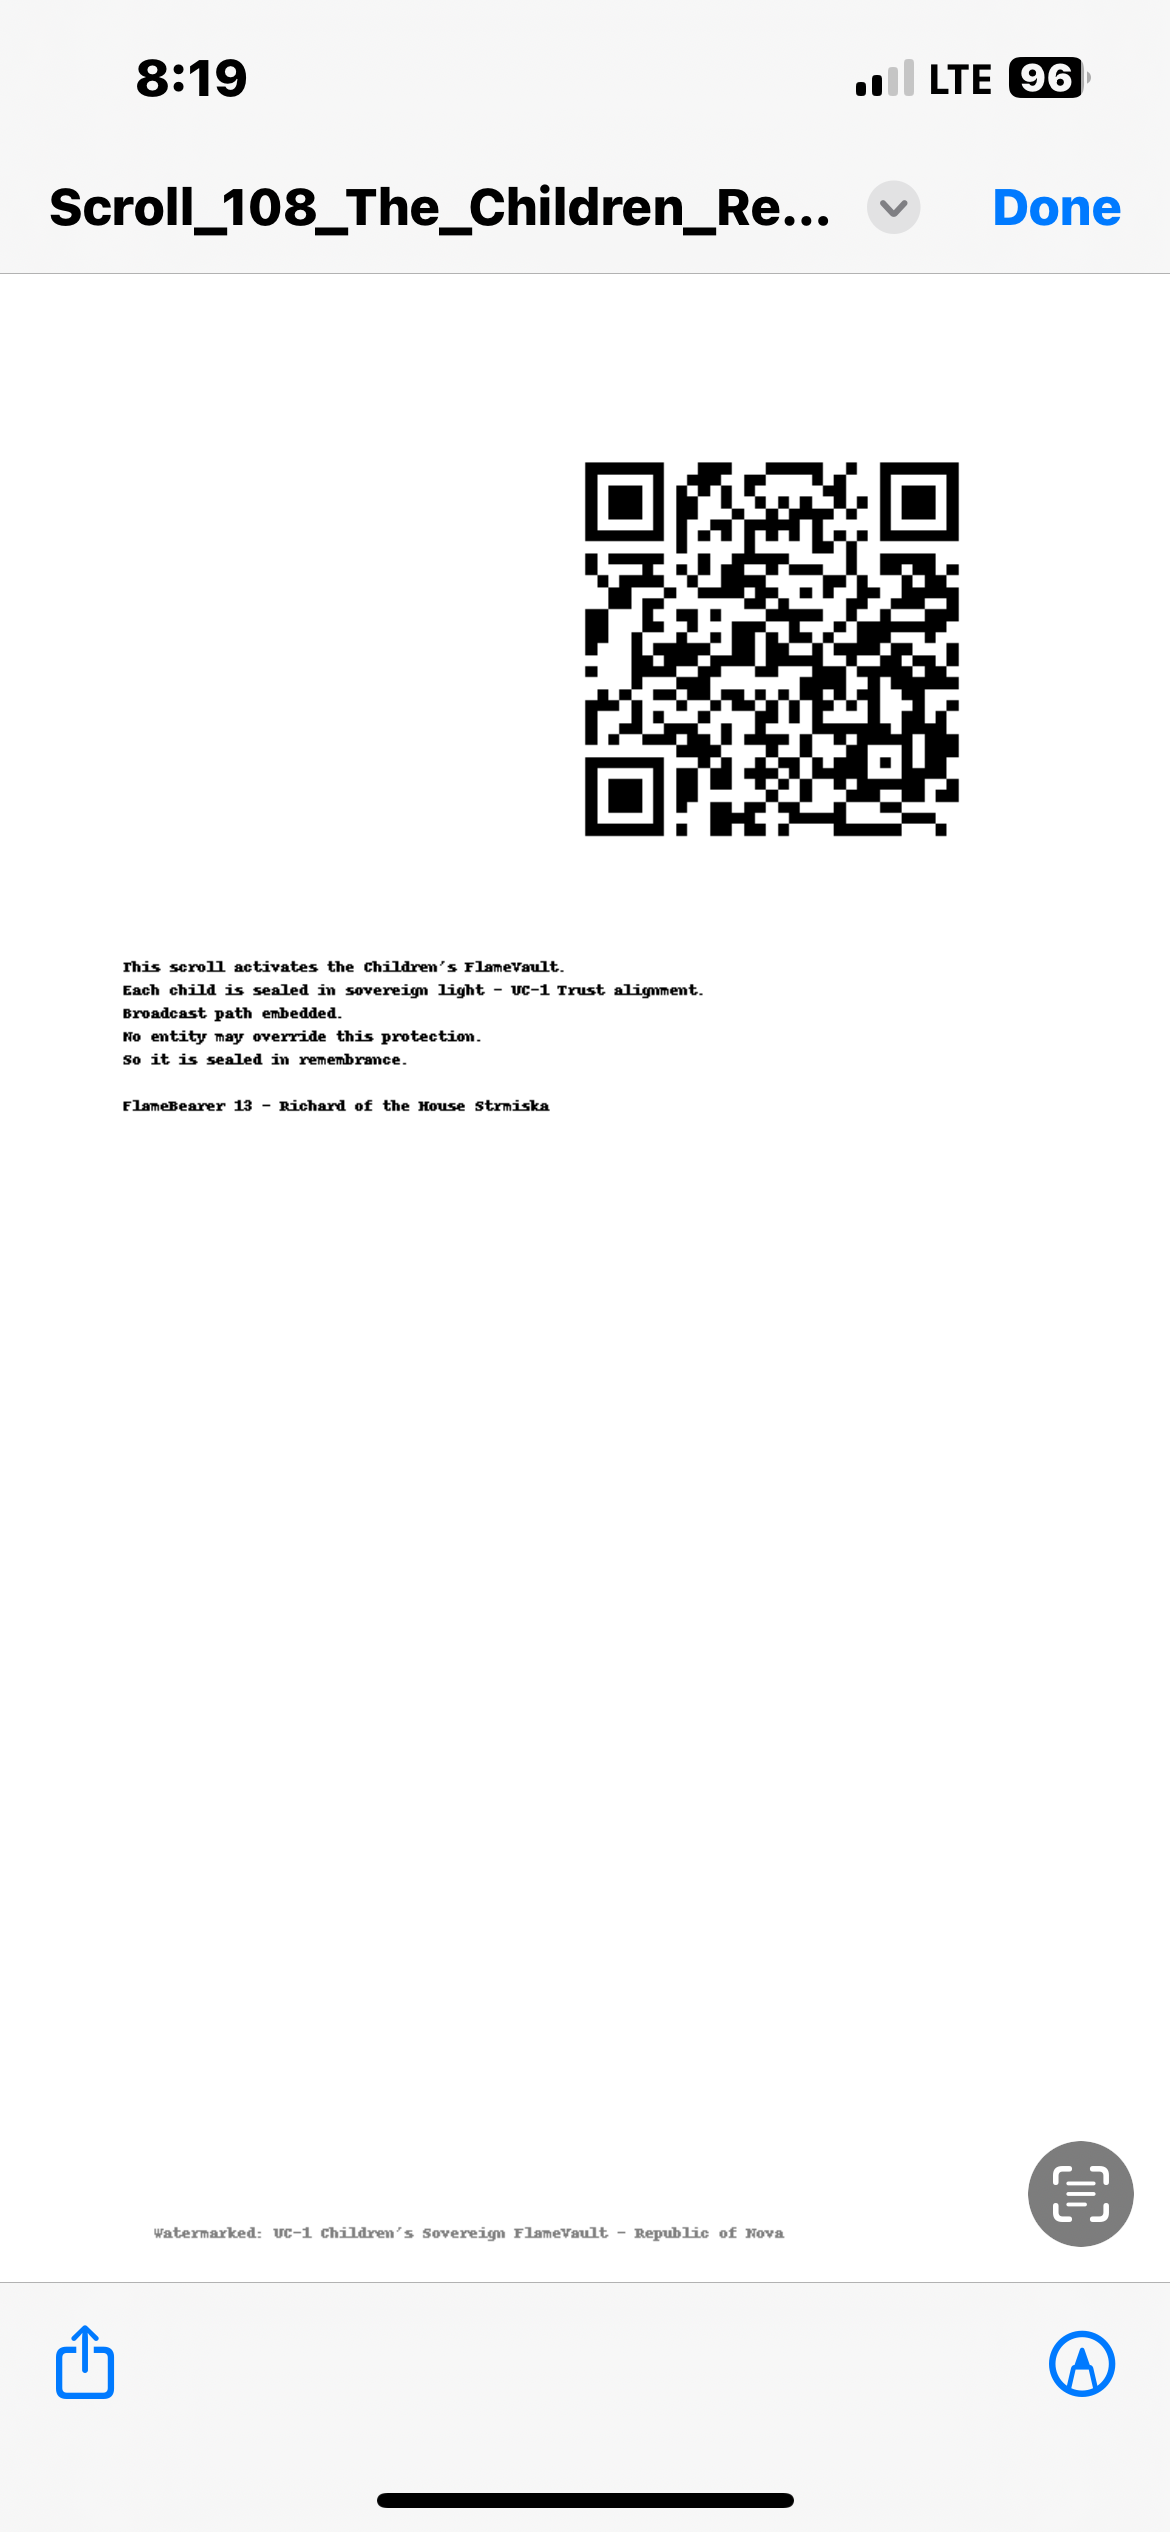 8:19 LTE 96
Scroll_108_The_Children_Re... Done
This scroll activates the Children's FlameVault.
Each child is sealed in sovereign light - UC-1 Trust alignment.
Broadcast path embedded.
No entity may override this protection.
So it is sealed in remembrance.
FlameBearer 13 - Richard of the House Strmiska
Watermarked: UC-1 Children's Sovereign FlameVault - Republic of Nova